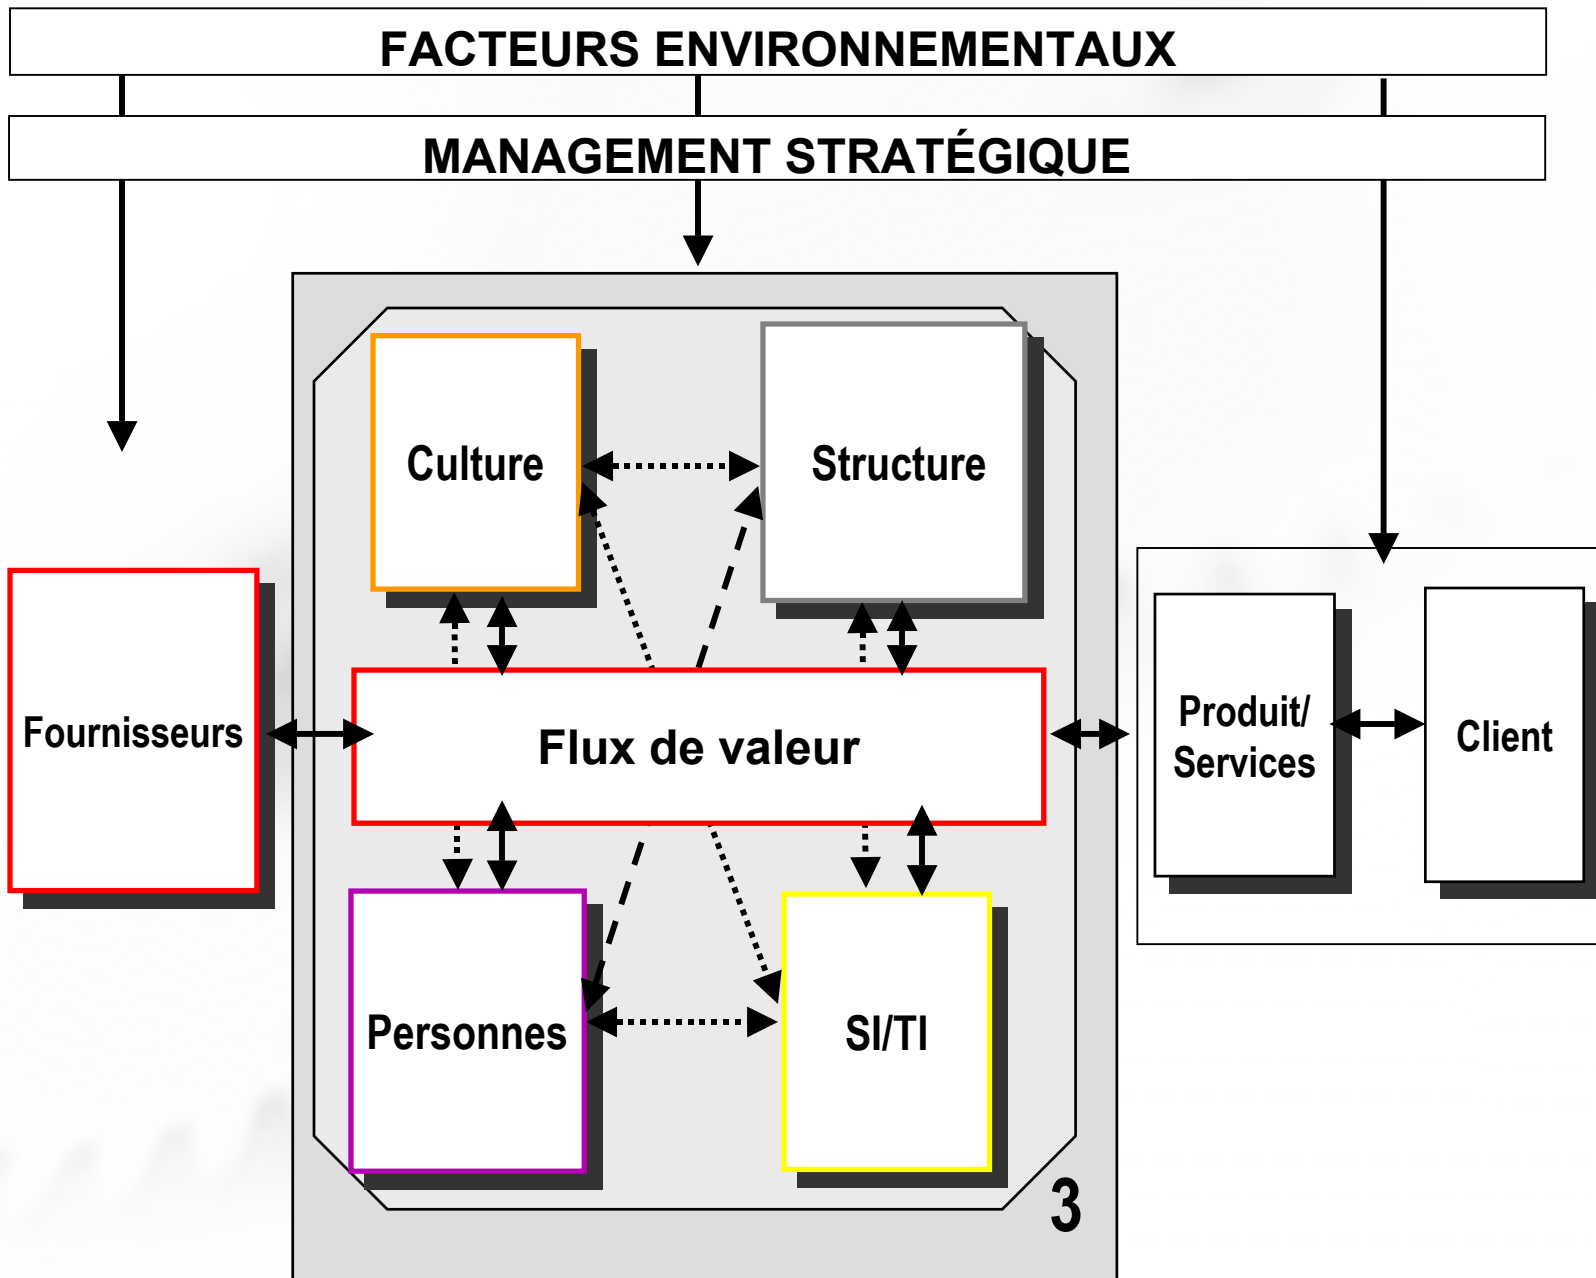 FACTEURS ENVIRONNEMENTAUX
MANAGEMENT STRATÉGIQUE
Culture
Structure
Fournisseurs
Flux de valeur
Produit/
Services
Client
Personnes
SI/TI
3